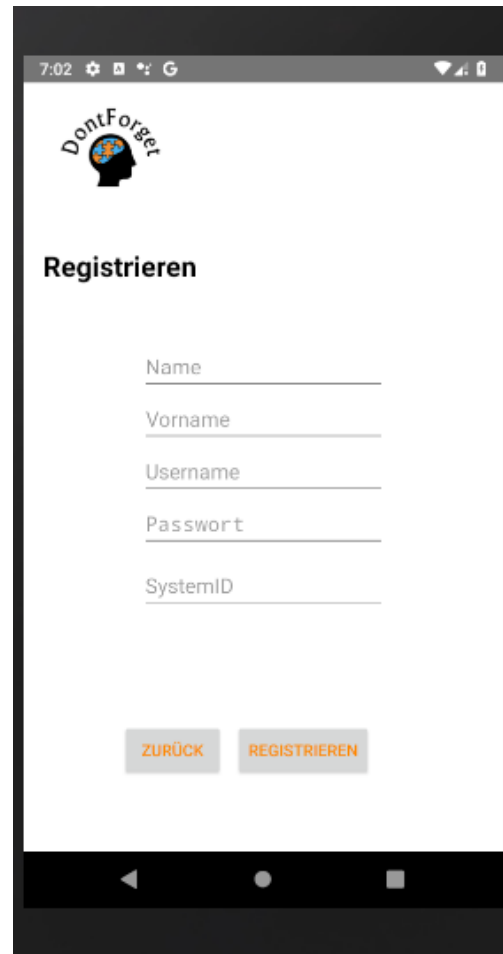 7:02 G
DontForget
Registrieren
Name
Vorname
Username
Passwort
SystemID
ZURÜCK REGISTRIEREN